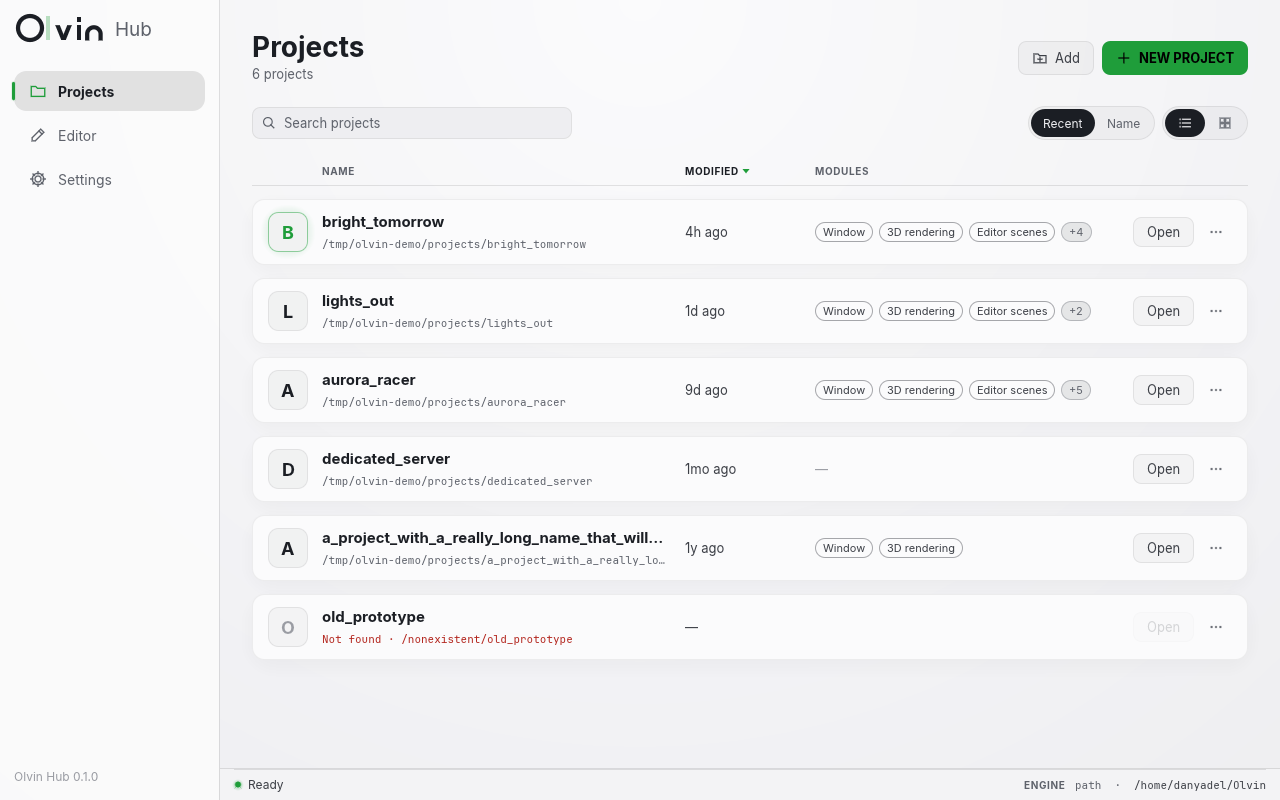 Olvin Hub
Projects
Editor
Settings
Olvin Hub 0.1.0
Projects
6 projects
Add
NEW PROJECT
Search projects
Recent Name
NAME MODIFIED MODULES
B bright_tomorrow 4h ago Window 3D rendering Editor scenes +4 Open ···
/tmp/olvin-demo/projects/bright_tomorrow
L lights_out 1d ago Window 3D rendering Editor scenes +2 Open ···
/tmp/olvin-demo/projects/lights_out
A aurora_racer 9d ago Window 3D rendering Editor scenes +5 Open ···
/tmp/olvin-demo/projects/aurora_racer
D dedicated_server 1mo ago — Open ···
/tmp/olvin-demo/projects/dedicated_server
A a_project_with_a_really_long_name_that_will… 1y ago Window 3D rendering Open ···
/tmp/olvin-demo/projects/a_project_with_a_really_lo…
O old_prototype — Open ···
Not found · /nonexistent/old_prototype
Ready
ENGINE path · /home/danyadel/Olvin